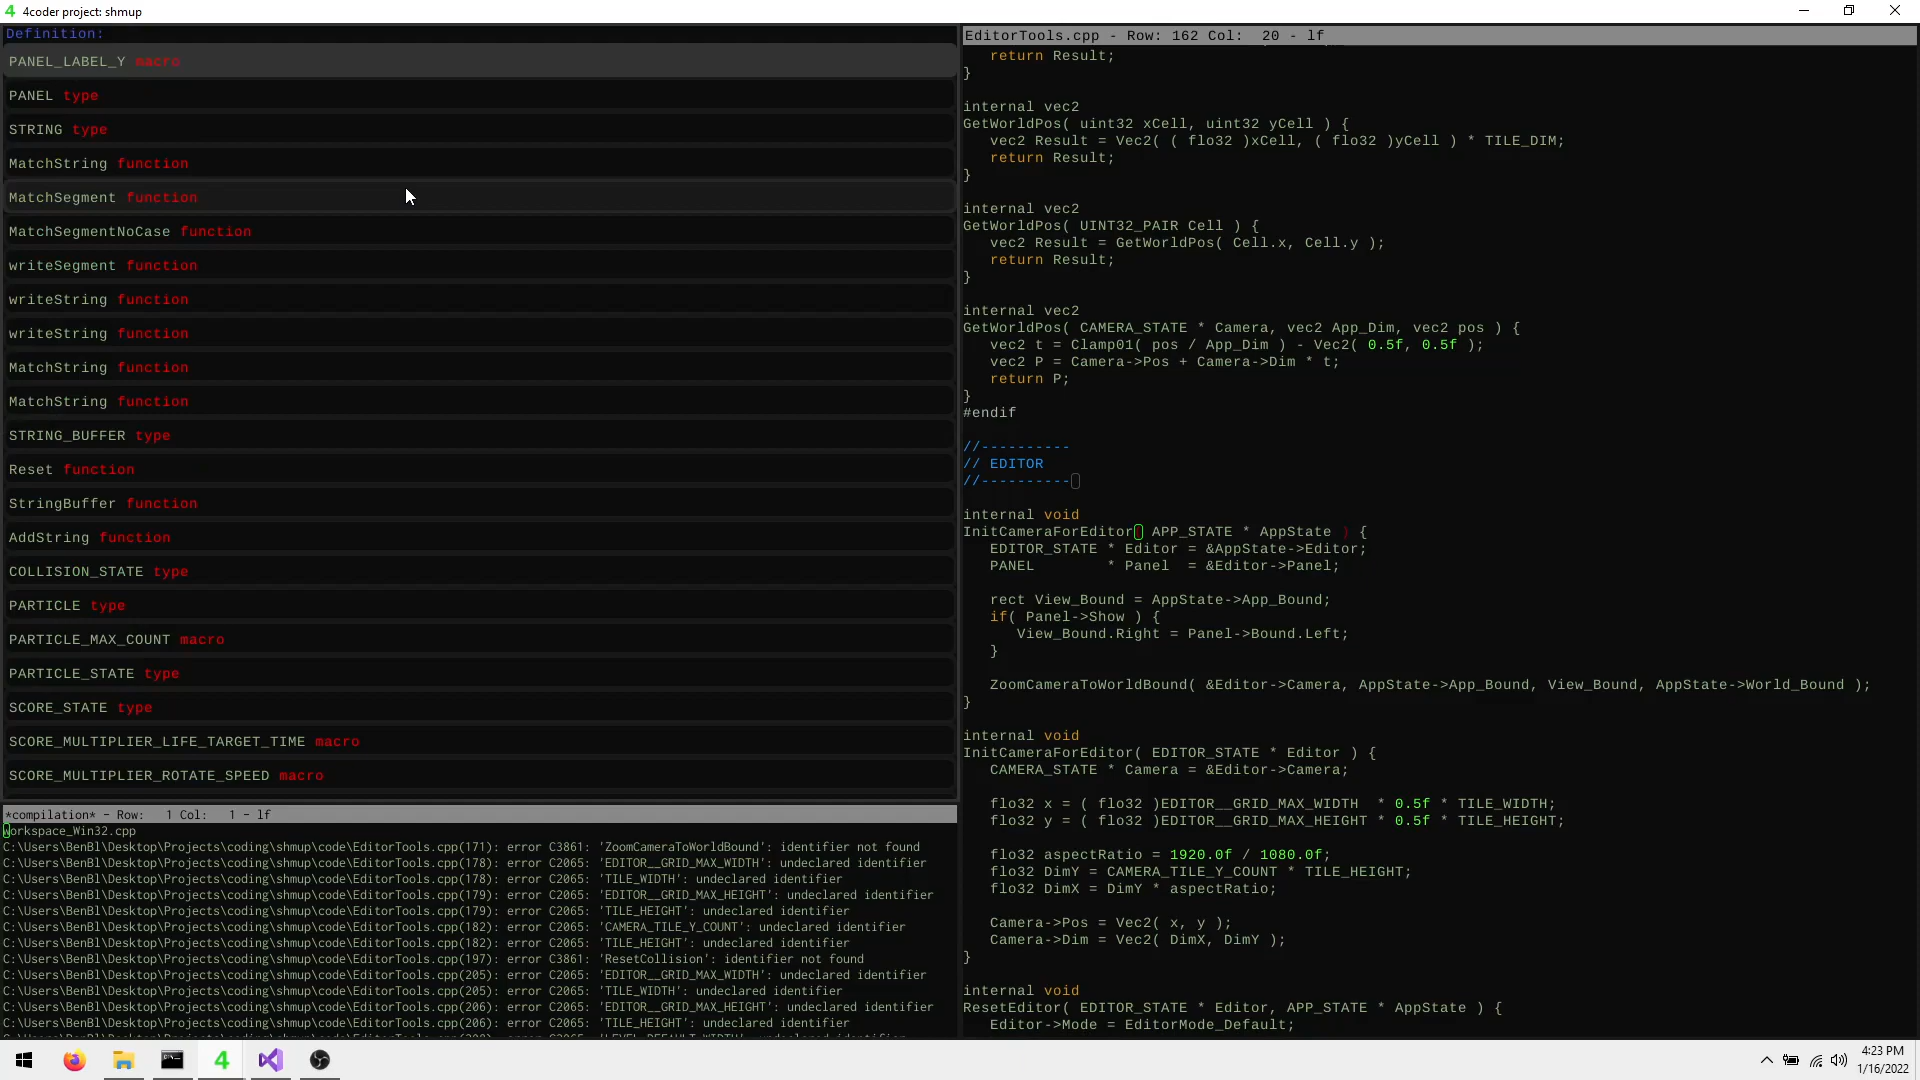 4 4coder project: shmup
Definition:
PANEL_LABEL_Y macro
PANEL type
STRING type
MatchString function
MatchSegment function
MatchSegmentNoCase function
writeSegment function
writeString function
writeString function
MatchString function
MatchString function
STRING_BUFFER type
Reset function
StringBuffer function
AddString function
COLLISION_STATE type
PARTICLE type
PARTICLE_MAX_COUNT macro
PARTICLE_STATE type
SCORE_STATE type
SCORE_MULTIPLIER_LIFE_TARGET_TIME macro
SCORE_MULTIPLIER_ROTATE_SPEED macro
*compilation* - Row: 1 Col: 1 - lf
Workspace_Win32.cpp
C:\Users\BenBl\Desktop\Projects\coding\shmup\code\EditorTools.cpp(171): error C3861: 'ZoomCameraToWorldBound': identifier not found
C:\Users\BenBl\Desktop\Projects\coding\shmup\code\EditorTools.cpp(178): error C2065: 'EDITOR__GRID_MAX_WIDTH': undeclared identifier
C:\Users\BenBl\Desktop\Projects\coding\shmup\code\EditorTools.cpp(178): error C2065: 'TILE_WIDTH': undeclared identifier
C:\Users\BenBl\Desktop\Projects\coding\shmup\code\EditorTools.cpp(179): error C2065: 'EDITOR__GRID_MAX_HEIGHT': undeclared identifier
C:\Users\BenBl\Desktop\Projects\coding\shmup\code\EditorTools.cpp(179): error C2065: 'TILE_HEIGHT': undeclared identifier
C:\Users\BenBl\Desktop\Projects\coding\shmup\code\EditorTools.cpp(182): error C2065: 'CAMERA_TILE_Y_COUNT': undeclared identifier
C:\Users\BenBl\Desktop\Projects\coding\shmup\code\EditorTools.cpp(182): error C2065: 'TILE_HEIGHT': undeclared identifier
C:\Users\BenBl\Desktop\Projects\coding\shmup\code\EditorTools.cpp(197): error C3861: 'ResetCollision': identifier not found
C:\Users\BenBl\Desktop\Projects\coding\shmup\code\EditorTools.cpp(205): error C2065: 'EDITOR__GRID_MAX_WIDTH': undeclared identifier
C:\Users\BenBl\Desktop\Projects\coding\shmup\code\EditorTools.cpp(205): error C2065: 'TILE_WIDTH': undeclared identifier
C:\Users\BenBl\Desktop\Projects\coding\shmup\code\EditorTools.cpp(206): error C2065: 'EDITOR__GRID_MAX_HEIGHT': undeclared identifier
C:\Users\BenBl\Desktop\Projects\coding\shmup\code\EditorTools.cpp(206): error C2065: 'TILE_HEIGHT': undeclared identifier
EditorTools.cpp - Row: 162 Col: 20 - lf
return Result;
}
internal vec2
GetWorldPos( uint32 xCell, uint32 yCell ) {
vec2 Result = Vec2( ( flo32 )xCell, ( flo32 )yCell ) * TILE_DIM;
return Result;
}
internal vec2
GetWorldPos( UINT32_PAIR Cell ) {
vec2 Result = GetWorldPos( Cell.x, Cell.y );
return Result;
}
internal vec2
GetWorldPos( CAMERA_STATE * Camera, vec2 App_Dim, vec2 pos ) {
vec2 t = Clamp01( pos / App_Dim ) - Vec2( 0.5f, 0.5f );
vec2 P = Camera->Pos + Camera->Dim * t;
return P;
}
#endif
//----------
// EDITOR
//----------
internal void
InitCameraForEditor( APP_STATE * AppState ) {
EDITOR_STATE * Editor = &AppState->Editor;
PANEL * Panel = &Editor->Panel;
rect View_Bound = AppState->App_Bound;
if( Panel->Show ) {
View_Bound.Right = Panel->Bound.Left;
}
ZoomCameraToWorldBound( &Editor->Camera, AppState->App_Bound, View_Bound, AppState->World_Bound );
}
internal void
InitCameraForEditor( EDITOR_STATE * Editor ) {
CAMERA_STATE * Camera = &Editor->Camera;
flo32 x = ( flo32 )EDITOR__GRID_MAX_WIDTH * 0.5f * TILE_WIDTH;
flo32 y = ( flo32 )EDITOR__GRID_MAX_HEIGHT * 0.5f * TILE_HEIGHT;
flo32 aspectRatio = 1920.0f / 1080.0f;
flo32 DimY = CAMERA_TILE_Y_COUNT * TILE_HEIGHT;
flo32 DimX = DimY * aspectRatio;
Camera->Pos = Vec2( x, y );
Camera->Dim = Vec2( DimX, DimY );
}
internal void
ResetEditor( EDITOR_STATE * Editor, APP_STATE * AppState ) {
Editor->Mode = EditorMode_Default;
4
4:23 PM
1/16/2022